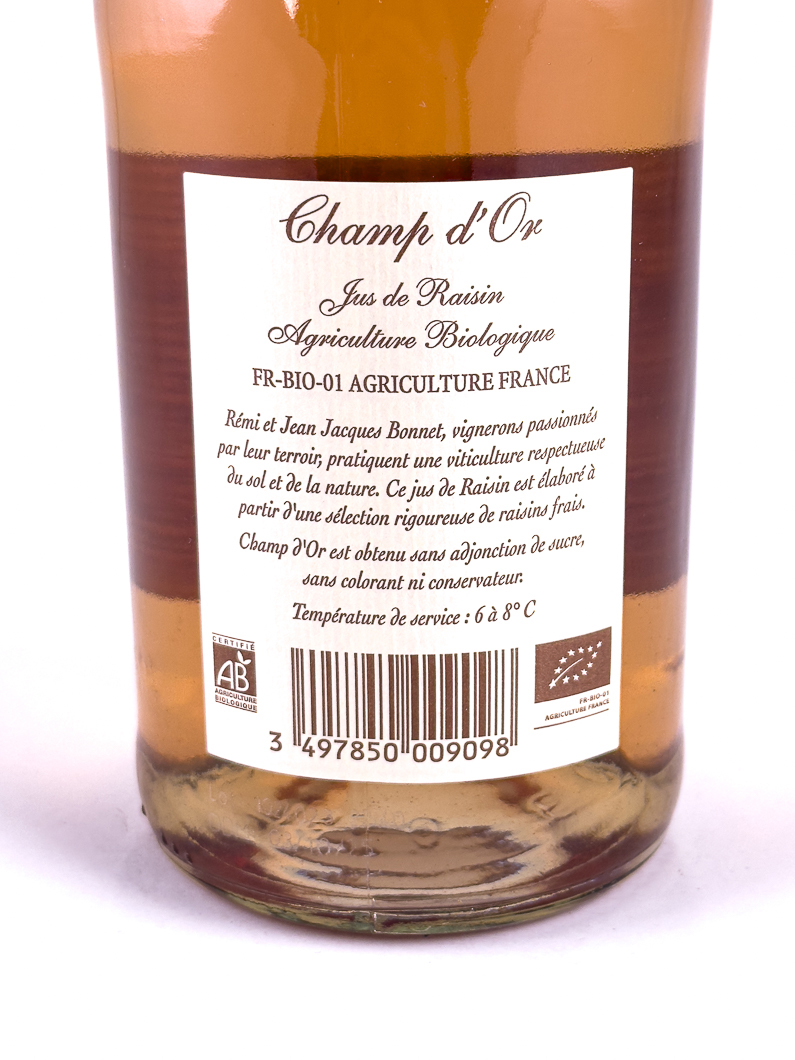 Champ d'Or
Jus de Raisin
Agriculture Biologique
FR-BIO-01 AGRICULTURE FRANCE
Rémi et Jean Jacques Bonnet, vignerons passionnés
par leur terroir, pratiquent une viticulture respectueuse
du sol et de la nature. Ce jus de Raisin est élaboré à
partir d'une sélection rigoureuse de raisins frais.
Champ d'Or est obtenu sans adjonction de sucre,
sans colorant ni conservateur.
Température de service : 6 à 8° C
CERTIFIÉ
AB
AGRICULTURE
BIOLOGIQUE
3 497850 009098
FR-BIO-01
AGRICULTURE FRANCE